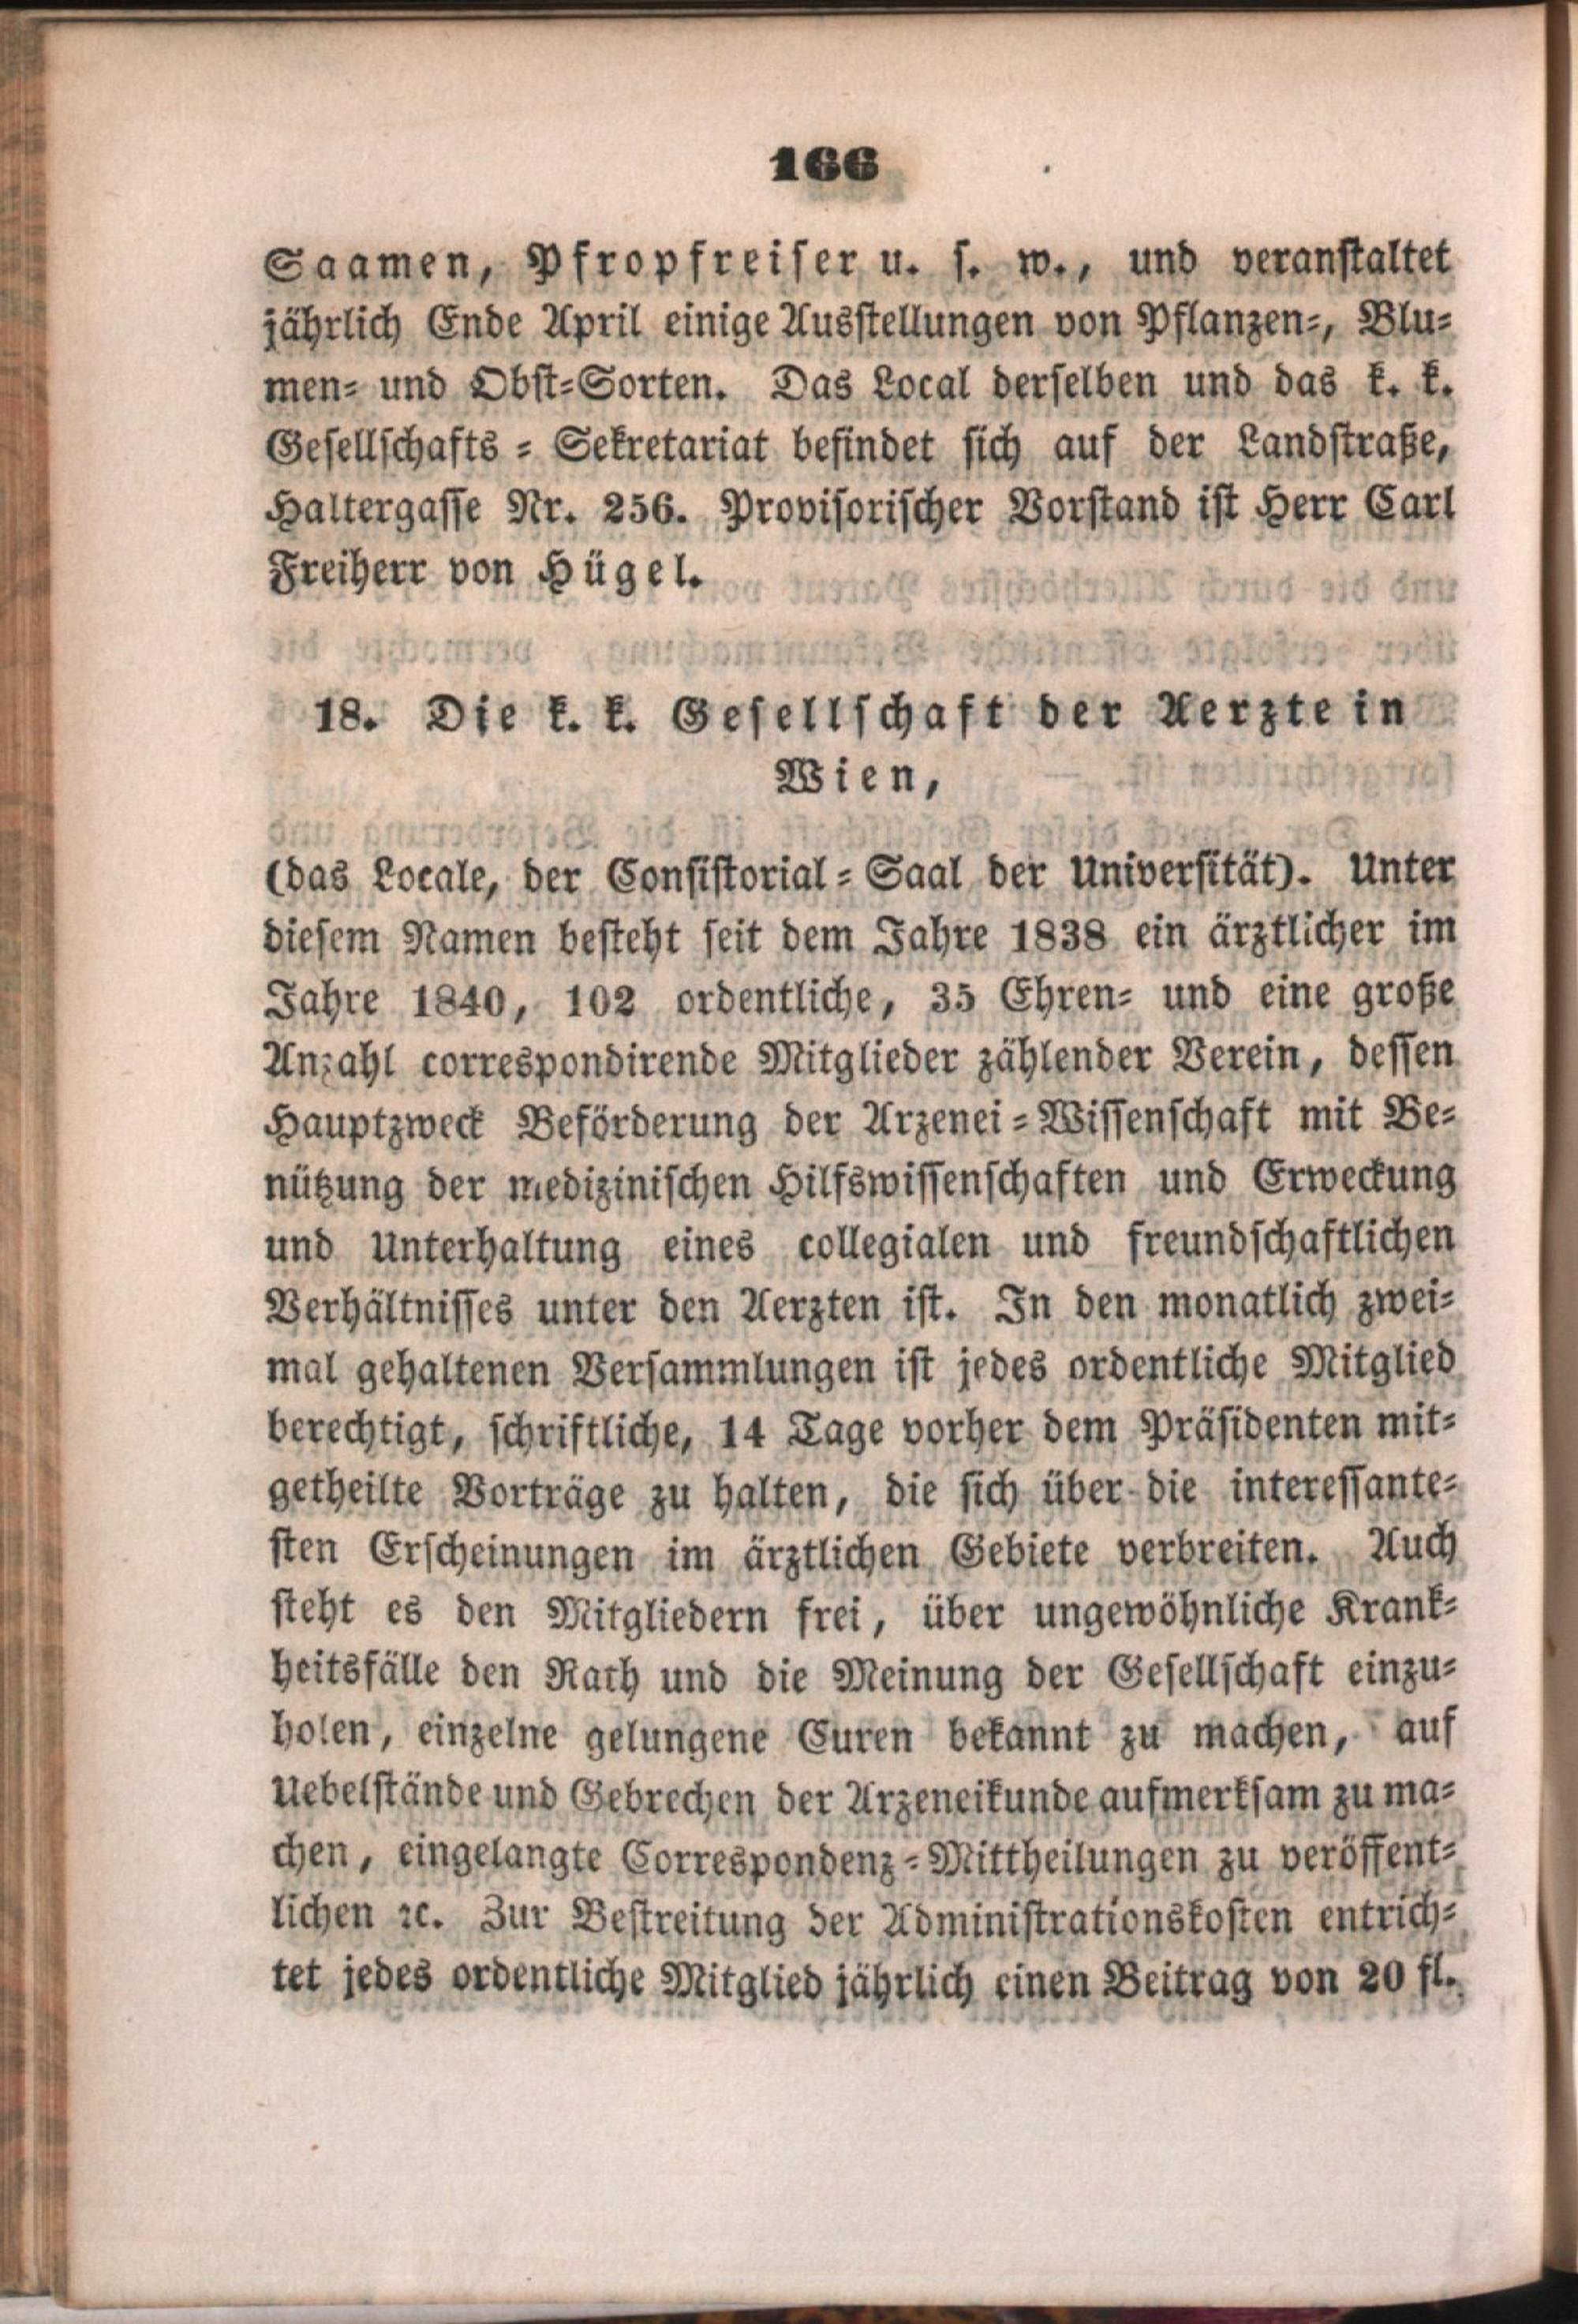 166
Saamen, Pfropfreiser u. s. w., und veranstaltet
jährlich Ende April einige Ausstellungen von Pflanzen-, Blu-
men- und Obst-Sorten. Das Local derselben und das k. k.
Gesellschafts-Sekretariat befindet sich auf der Landstraße,
Haltergasse Nr. 256. Provisorischer Vorstand ist Herr Carl
Freiherr von Hügel.
18. Die k. k. Gesellschaft der Aerzte in
Wien,
(das Locale, der Consistorial-Saal der Universität). Unter
diesem Namen besteht seit dem Jahre 1838 ein ärztlicher im
Jahre 1840, 102 ordentliche, 35 Ehren- und eine große
Anzahl correspondirende Mitglieder zählender Verein, dessen
Hauptzweck Beförderung der Arzenei-Wissenschaft mit Be-
nützung der medizinischen Hilfswissenschaften und Erweckung
und Unterhaltung eines collegialen und freundschaftlichen
Verhältnisses unter den Aerzten ist. In den monatlich zwei-
mal gehaltenen Versammlungen ist jedes ordentliche Mitglied
berechtigt, schriftliche, 14 Tage vorher dem Präsidenten mit-
getheilte Vorträge zu halten, die sich über die interessante-
sten Erscheinungen im ärztlichen Gebiete verbreiten. Auch
steht es den Mitgliedern frei, über ungewöhnliche Krank-
heitsfälle den Rath und die Meinung der Gesellschaft einzu-
holen, einzelne gelungene Curen bekannt zu machen, auf
Uebelstände und Gebrechen der Arzeneikunde aufmerksam zu ma-
chen, eingelangte Correspondenz-Mittheilungen zu veröffent-
lichen ꝛc. Zur Bestreitung der Administrationskosten entrich-
tet jedes ordentliche Mitglied jährlich einen Beitrag von 20 fl.